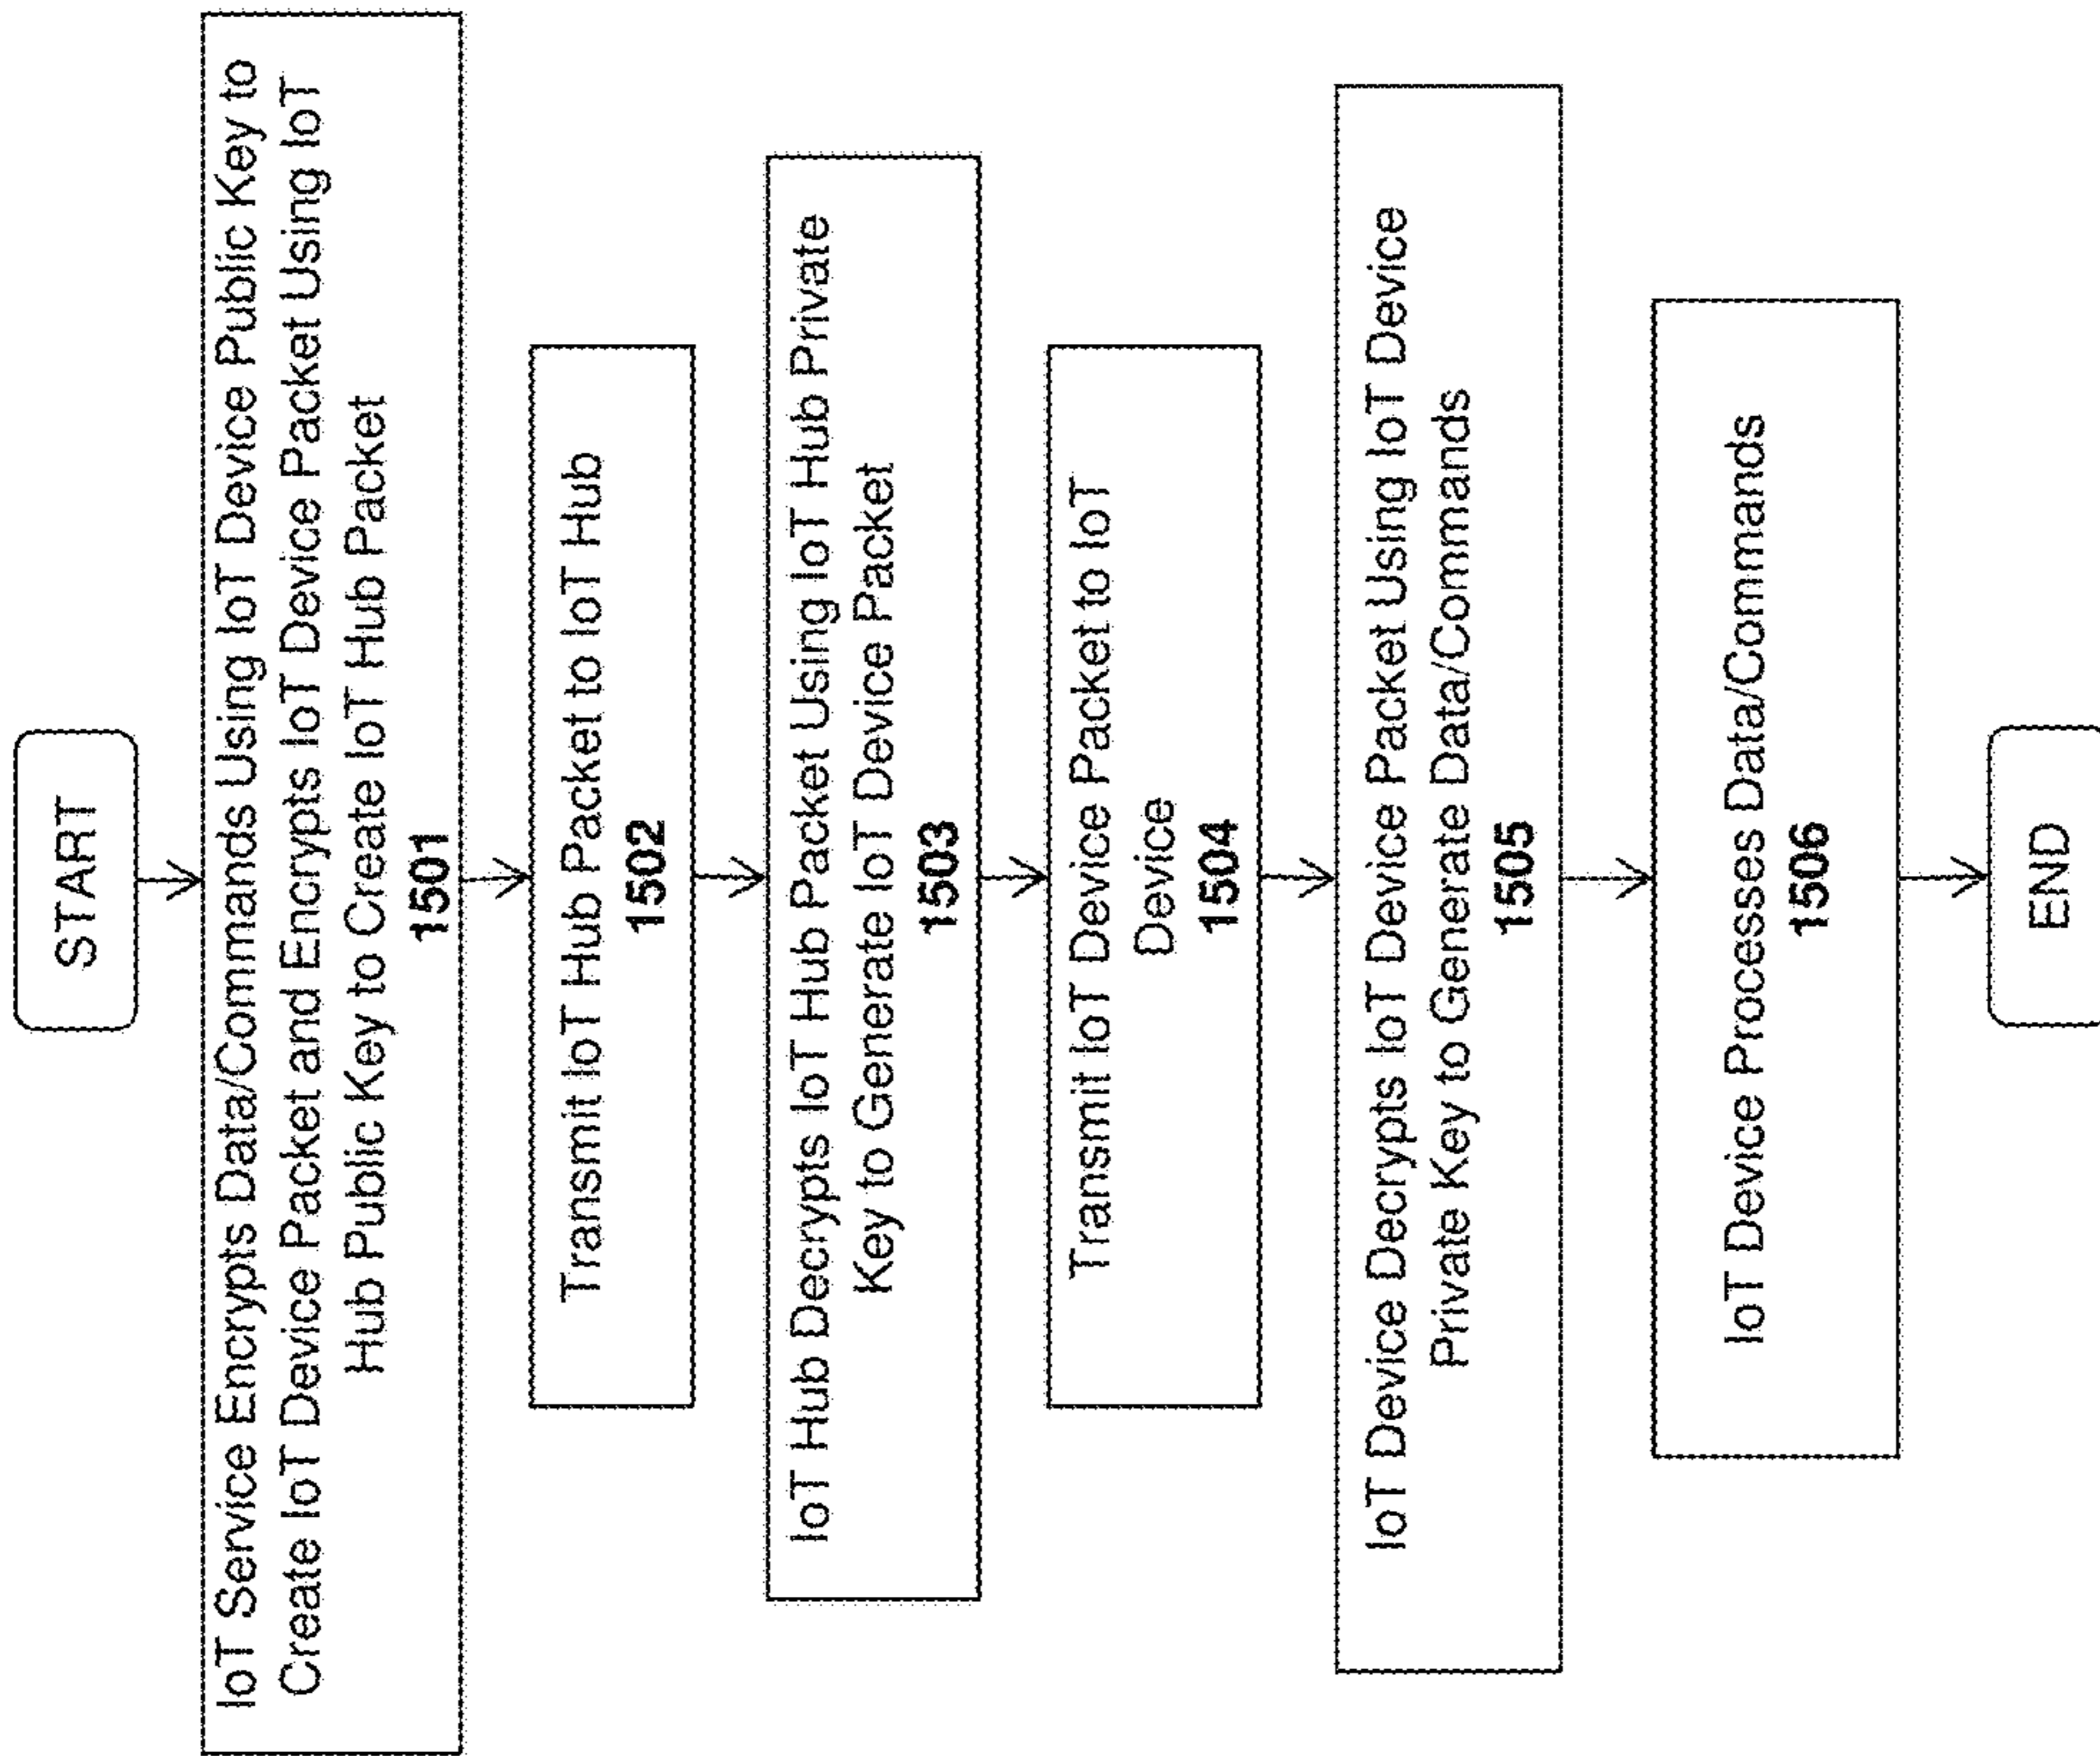 START
IoT Service Encrypts Data/Commands Using IoT Device Public Key to
Create IoT Device Packet and Encrypts IoT Device Packet Using IoT
Hub Public Key to Create IoT Hub Packet
1501
Transmit IoT Hub Packet to IoT Hub
1502
IoT Hub Decrypts IoT Hub Packet Using IoT Hub Private
Key to Generate IoT Device Packet
1503
Transmit IoT Device Packet to IoT
Device
1504
IoT Device Decrypts IoT Device Packet Using IoT Device
Private Key to Generate Data/Commands
1505
IoT Device Processes Data/Commands
1506
END